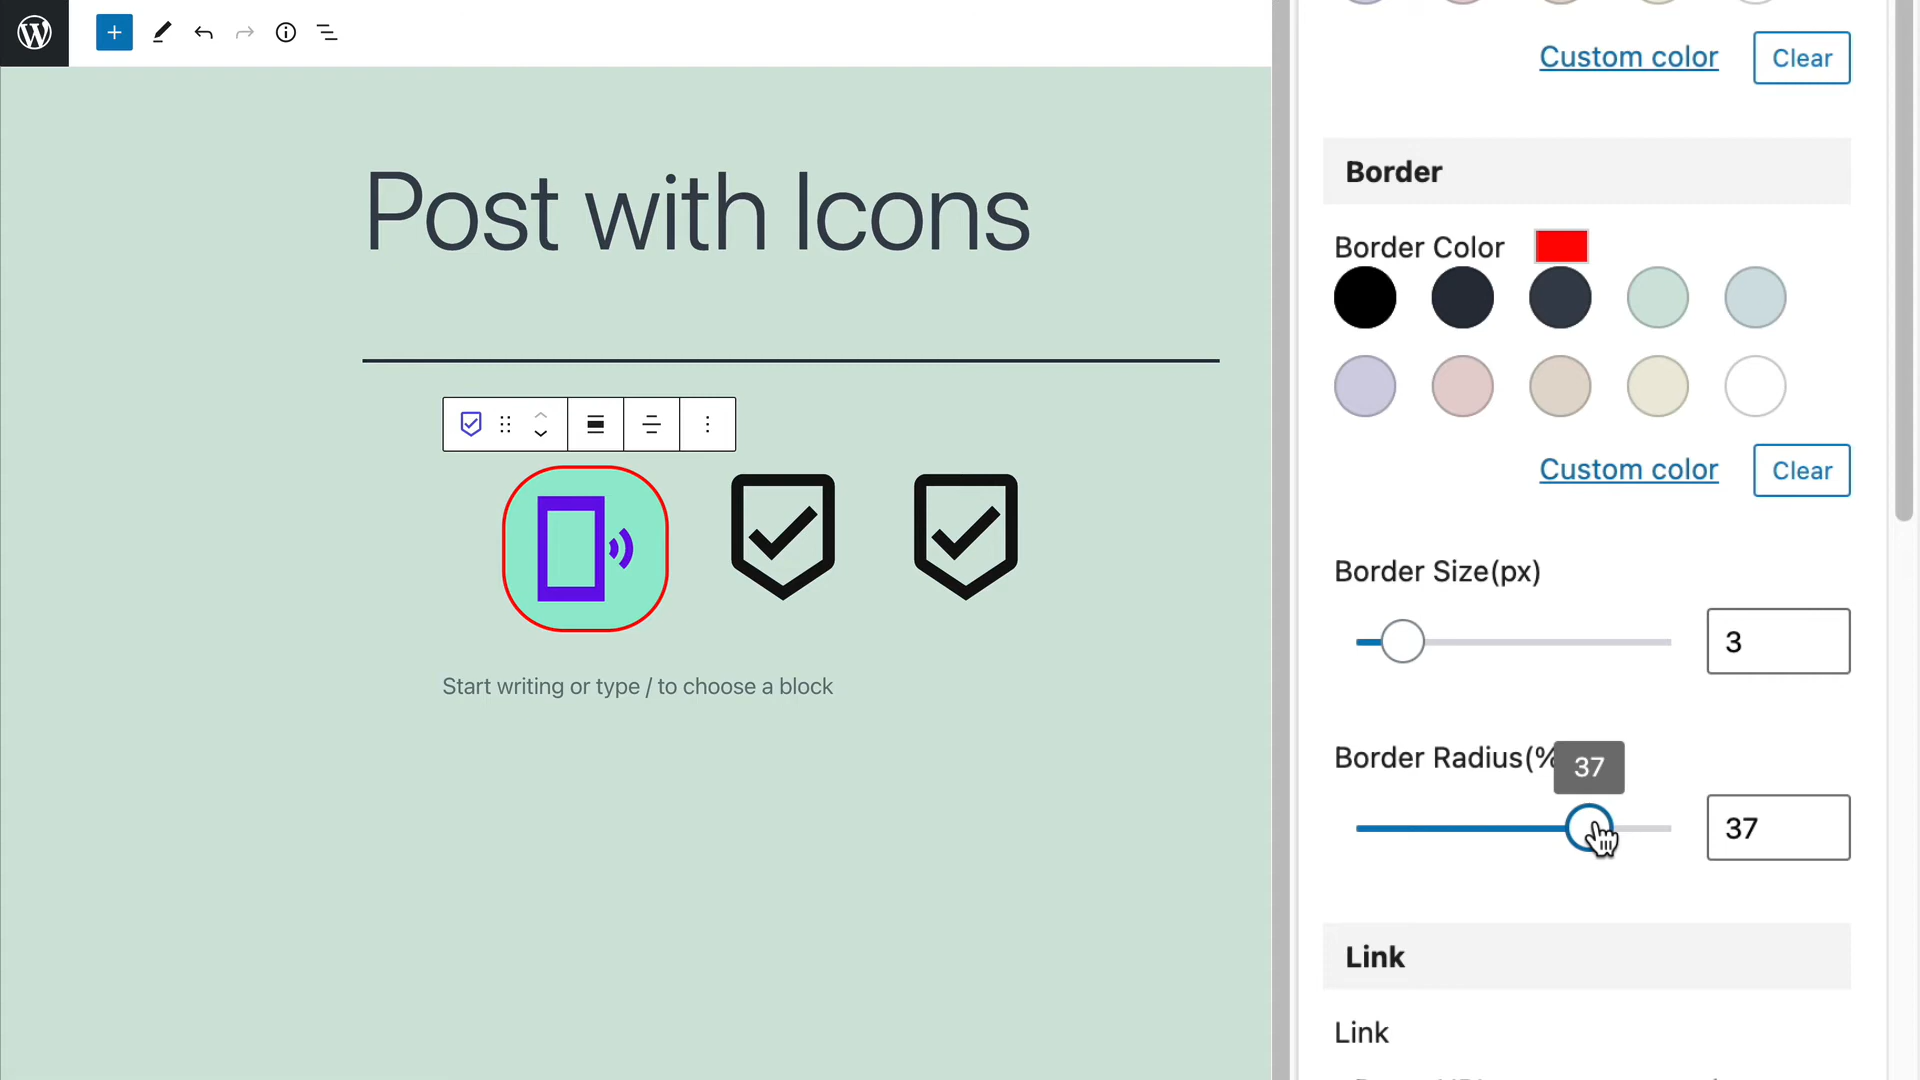 Custom color
Clear
Border
Post with Icons
Border Color
Custom color
Clear
Border Size(px)
3
Start writing or type / to choose a block
Border Radius(%
37
37
Link
Link